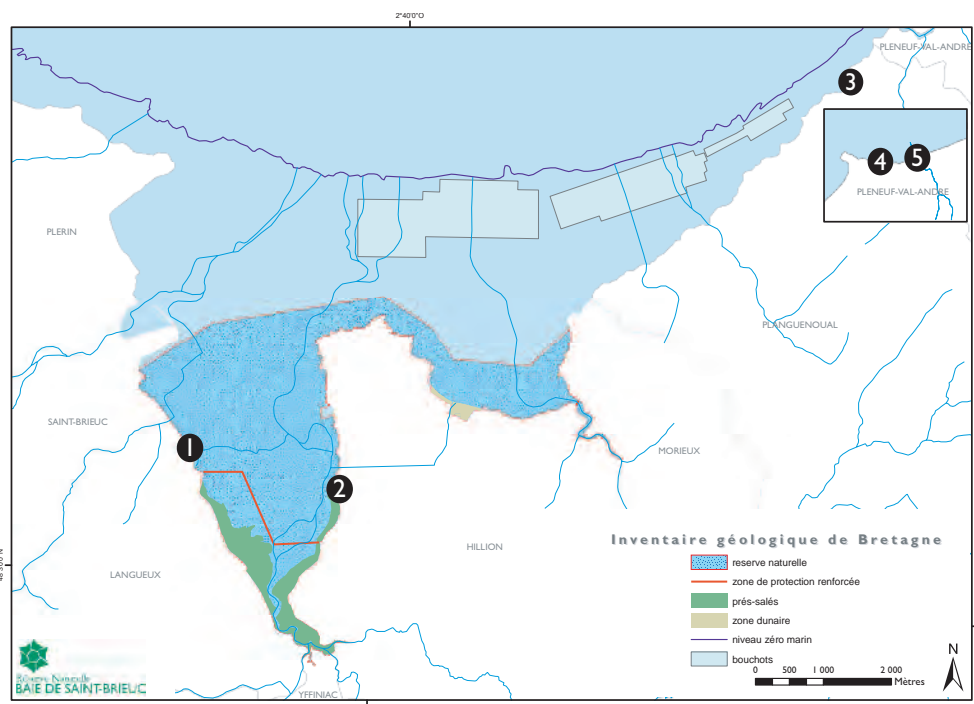 2°40'0"O
PLENEUF-VAL-ANDRE
3
4
5
PLENEUF-VAL-ANDRE
PLERIN
PLANGUENOUAL
SAINT-BRIEUC
1
MORIEUX
2
HILLION
LANGUEUX
YFFINIAC
Inventaire géologique de Bretagne
reserve naturelle
zone de protection renforcée
prés-salés
zone dunaire
niveau zéro marin
bouchots
N
0 500 1 000 2 000
Mètres
Réserve Naturelle
BAIE DE SAINT-BRIEUC